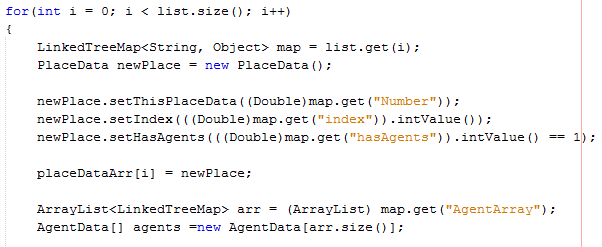 for(int i = 0; i < list.size(); i++)
{
LinkedTreeMap<String, Object> map = list.get(i);
PlaceData newPlace = new PlaceData();
newPlace.setThisPlaceData((Double)map.get("Number"));
newPlace.setIndex(((Double)map.get("index")).intValue());
newPlace.setHasAgents(((Double)map.get("hasAgents")).intValue() == 1);
placeDataArr[i] = newPlace;
ArrayList<LinkedTreeMap> arr = (ArrayList) map.get("AgentArray");
AgentData[] agents =new AgentData[arr.size()];